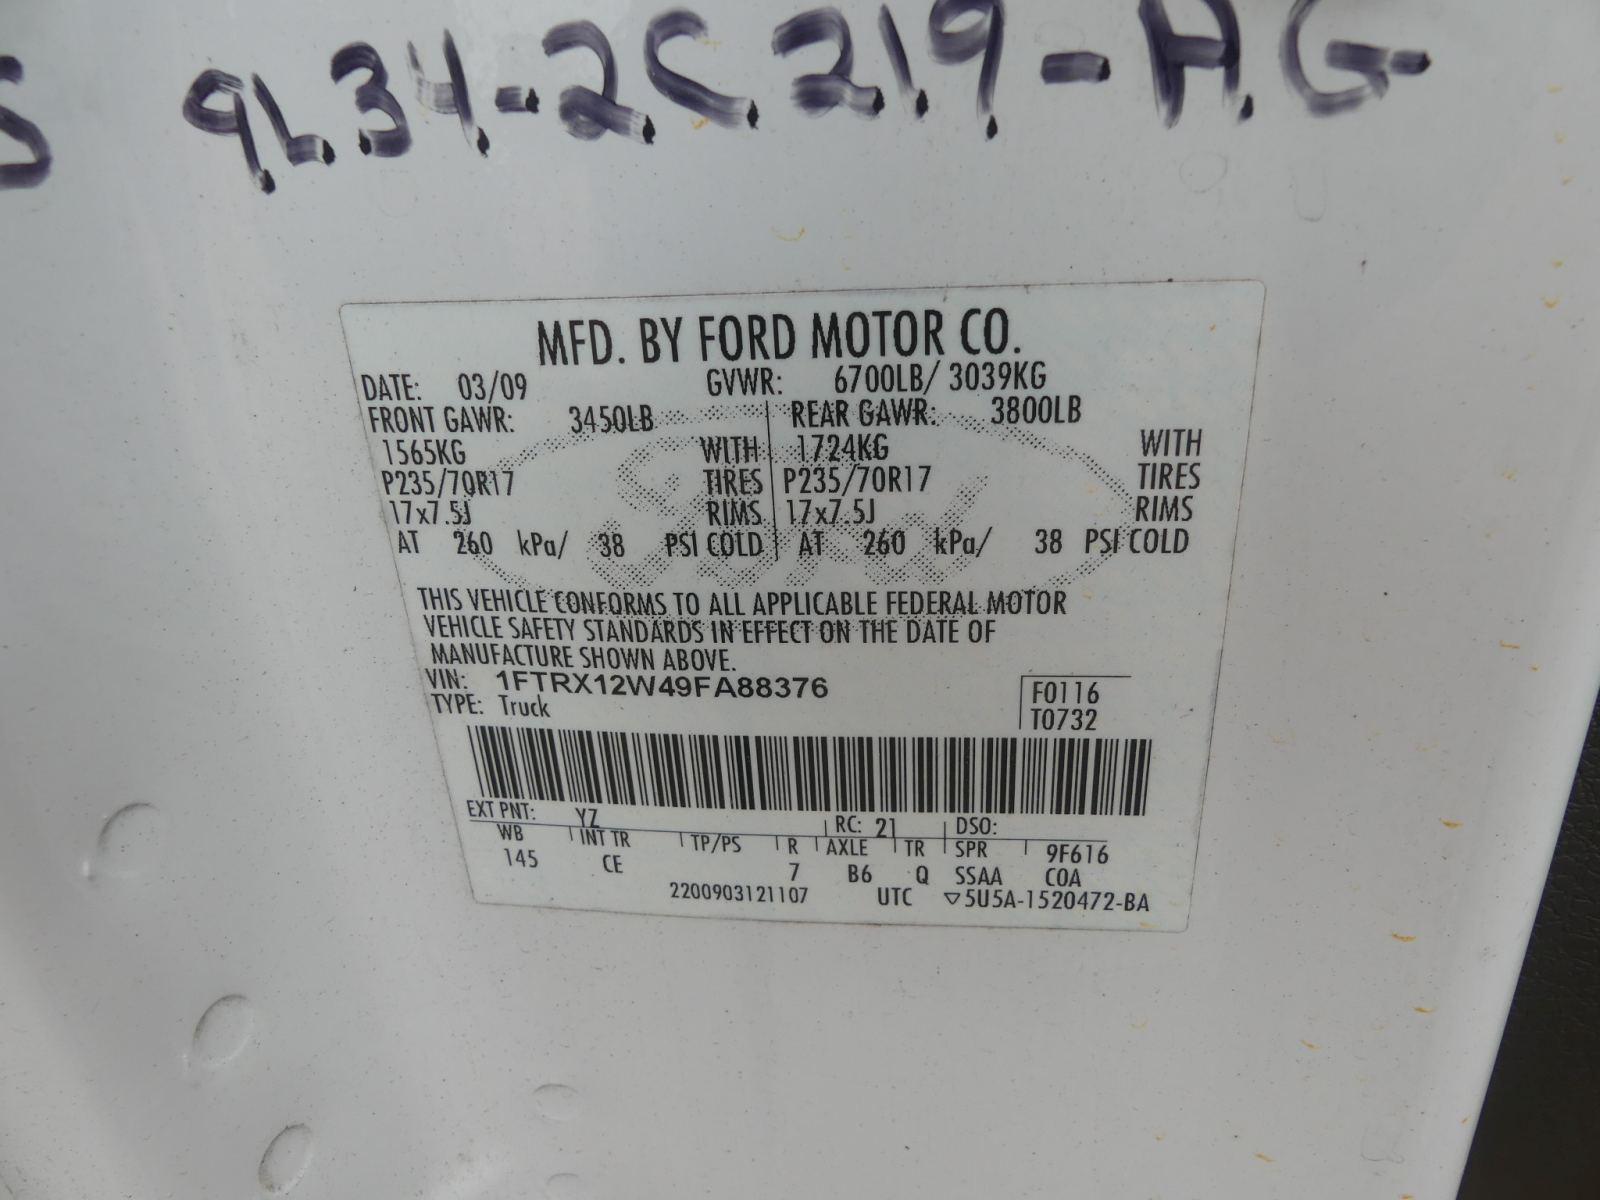 S 9L34-2C219-AG-
MFD. BY FORD MOTOR CO.
DATE: 03/09 GVWR: 6700LB/ 3039KG
FRONT GAWR: 3450LB REAR GAWR: 3800LB
1565KG WITH 1724KG WITH
P235/70R17 TIRES P235/70R17 TIRES
17x7.5J RIMS 17x7.5J RIMS
AT 260 kPa/ 38 PSI COLD AT 260 kPa/ 38 PSI COLD
Ford
THIS VEHICLE CONFORMS TO ALL APPLICABLE FEDERAL MOTOR
VEHICLE SAFETY STANDARDS IN EFFECT ON THE DATE OF
MANUFACTURE SHOWN ABOVE.
VIN: 1FTRX12W49FA88376 F0116
TYPE: Truck T0732
EXT PNT: YZ RC: 21 DSO:
WB INT TR TP/PS R AXLE TR SPR 9F616
145 CE 7 B6 Q SSAA COA
2200903121107 UTC ▽5U5A-1520472-BA